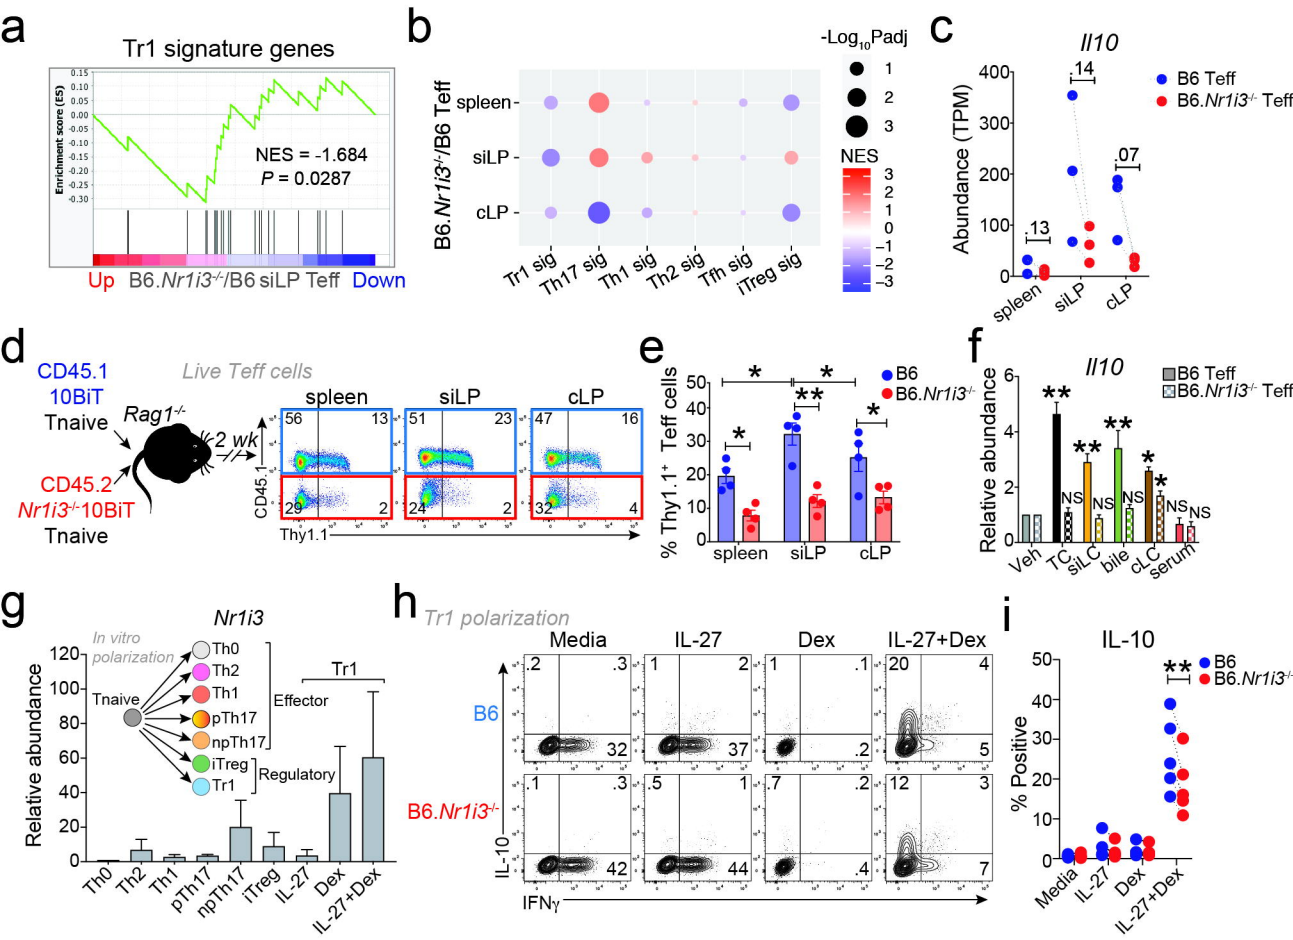 a
Tr1 signature genes
Enrichment score (ES)
0.15
0.10
0.05
0.00
-0.05
-0.10
-0.15
-0.20
-0.25
-0.30
NES = -1.684
P = 0.0287
Up B6.Nr1i3-/-/B6 siLP Teff Down
b
B6.Nr1i3-/-/B6 Teff
spleen
siLP
cLP
Tr1 sig
Th17 sig
Th1 sig
Th2 sig
Tfh sig
iTreg sig
-Log10Padj
1
2
3
NES
3
2
1
0
−1
−2
−3
c
Il10
Abundance (TPM)
400
300
200
100
0
.13
.14
.07
spleen
siLP
cLP
B6 Teff
B6.Nr1i3-/- Teff
d
CD45.1
10BiT
Tnaive
CD45.2
Nr1i3-/-10BiT
Tnaive
Rag1-/-
2 wk
Live Teff cells
spleen
siLP
cLP
56 13
29 2
51 23
24 2
47 16
32 4
CD45.1
Thy1.1
e
% Thy1.1+ Teff cells
50
40
30
20
10
0
*
*
*
**
*
spleen
siLP
cLP
B6
B6.Nr1i3-/-
f
Il10
Relative abundance
6
4
2
0
**
NS
**
NS
**
NS
*
*
NS
NS
Veh
TC
siLC
bile
cLC
serum
B6 Teff
B6.Nr1i3-/- Teff
g
Nr1i3
Relative abundance
120
100
80
60
40
20
0
In vitro
polarization
Tnaive
Th0
Th2
Th1
pTh17
npTh17
iTreg
Tr1
Effector
Regulatory
Tr1
Th0
Th2
Th1
pTh17
npTh17
iTreg
IL-27
Dex
IL-27+Dex
h
Tr1 polarization
Media
IL-27
Dex
IL-27+Dex
B6
.2 .3
32
1 2
37
1 .1
.2
20 4
5
B6.Nr1i3-/-
.1 .3
42
.5 1
44
.7 .2
.4
12 3
7
IL-10
IFNγ
i
IL-10
% Positive
50
40
30
20
10
0
**
Media
IL-27
Dex
IL-27+Dex
B6
B6.Nr1i3-/-